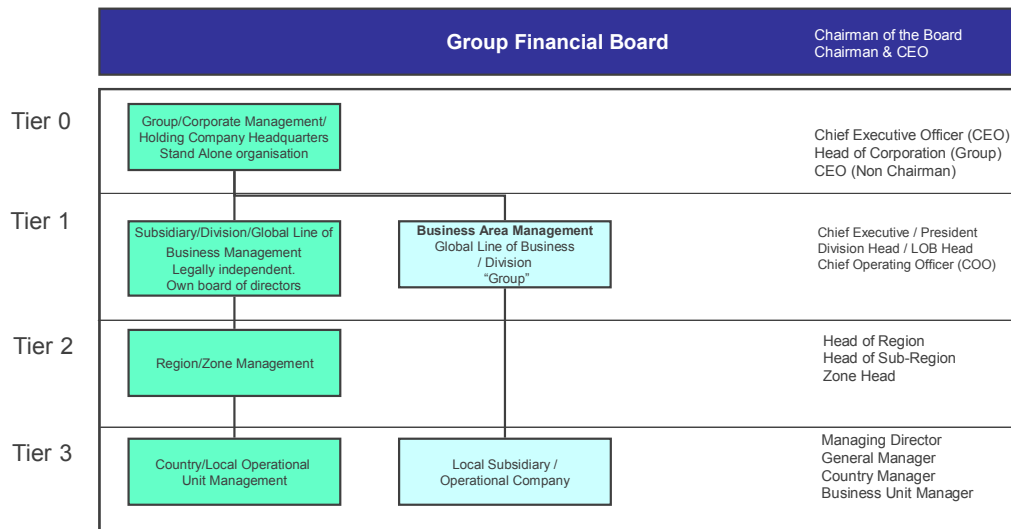 Group Financial Board
Chairman of the Board
Chairman & CEO
Tier 0
Group/Corporate Management/
Holding Company Headquarters
Stand Alone organisation
Chief Executive Officer (CEO)
Head of Corporation (Group)
CEO (Non Chairman)
Tier 1
Subsidiary/Division/Global Line of
Business Management
Legally independent.
Own board of directors
Business Area Management
Global Line of Business
/ Division
“Group”
Chief Executive / President
Division Head / LOB Head
Chief Operating Officer (COO)
Tier 2
Region/Zone Management
Head of Region
Head of Sub-Region
Zone Head
Tier 3
Country/Local Operational
Unit Management
Local Subsidiary /
Operational Company
Managing Director
General Manager
Country Manager
Business Unit Manager